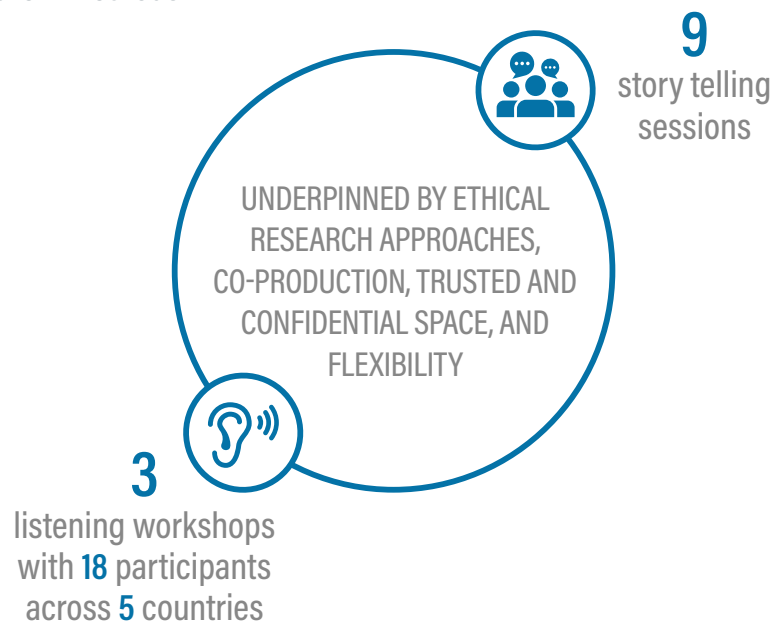 9
story telling
sessions
UNDERPINNED BY ETHICAL
RESEARCH APPROACHES,
CO-PRODUCTION, TRUSTED AND
CONFIDENTIAL SPACE, AND
FLEXIBILITY
3
listening workshops
with 18 participants
across 5 countries